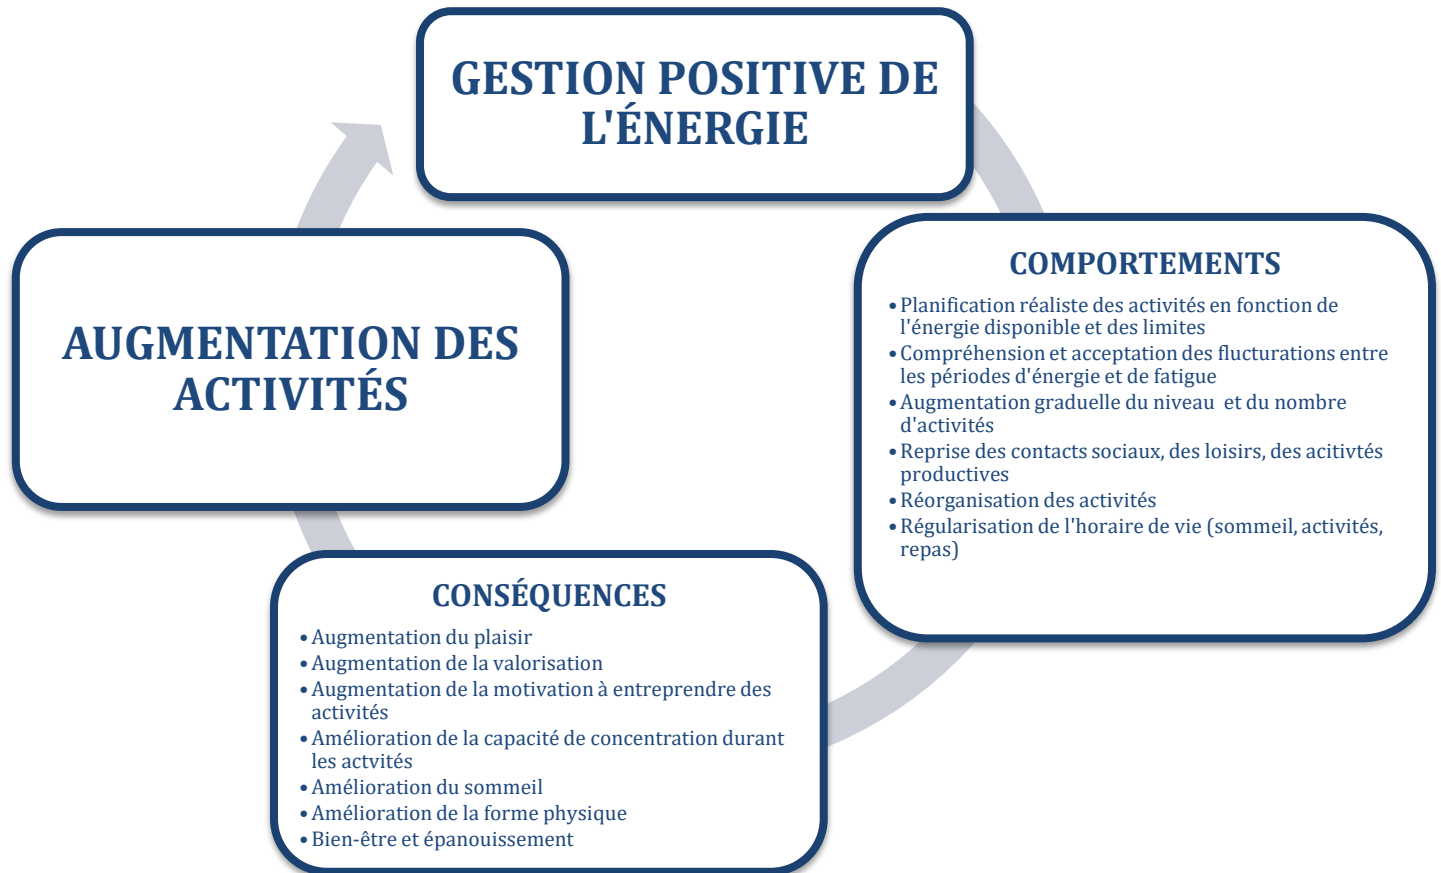 GESTION POSITIVE DE
L'ÉNERGIE
COMPORTEMENTS
•Planification réaliste des activités en fonction de
l'énergie disponible et des limites
•Compréhension et acceptation des flucturations entre
les périodes d'énergie et de fatigue
•Augmentation graduelle du niveau et du nombre
d'activités
•Reprise des contacts sociaux, des loisirs, des acitivtés
productives
•Réorganisation des activités
•Régularisation de l'horaire de vie (sommeil, activités,
repas)
CONSÉQUENCES
•Augmentation du plaisir
•Augmentation de la valorisation
•Augmentation de la motivation à entreprendre des
activités
•Amélioration de la capacité de concentration durant
les actvités
•Amélioration du sommeil
•Amélioration de la forme physique
•Bien-être et épanouissement
AUGMENTATION DES
ACTIVITÉS